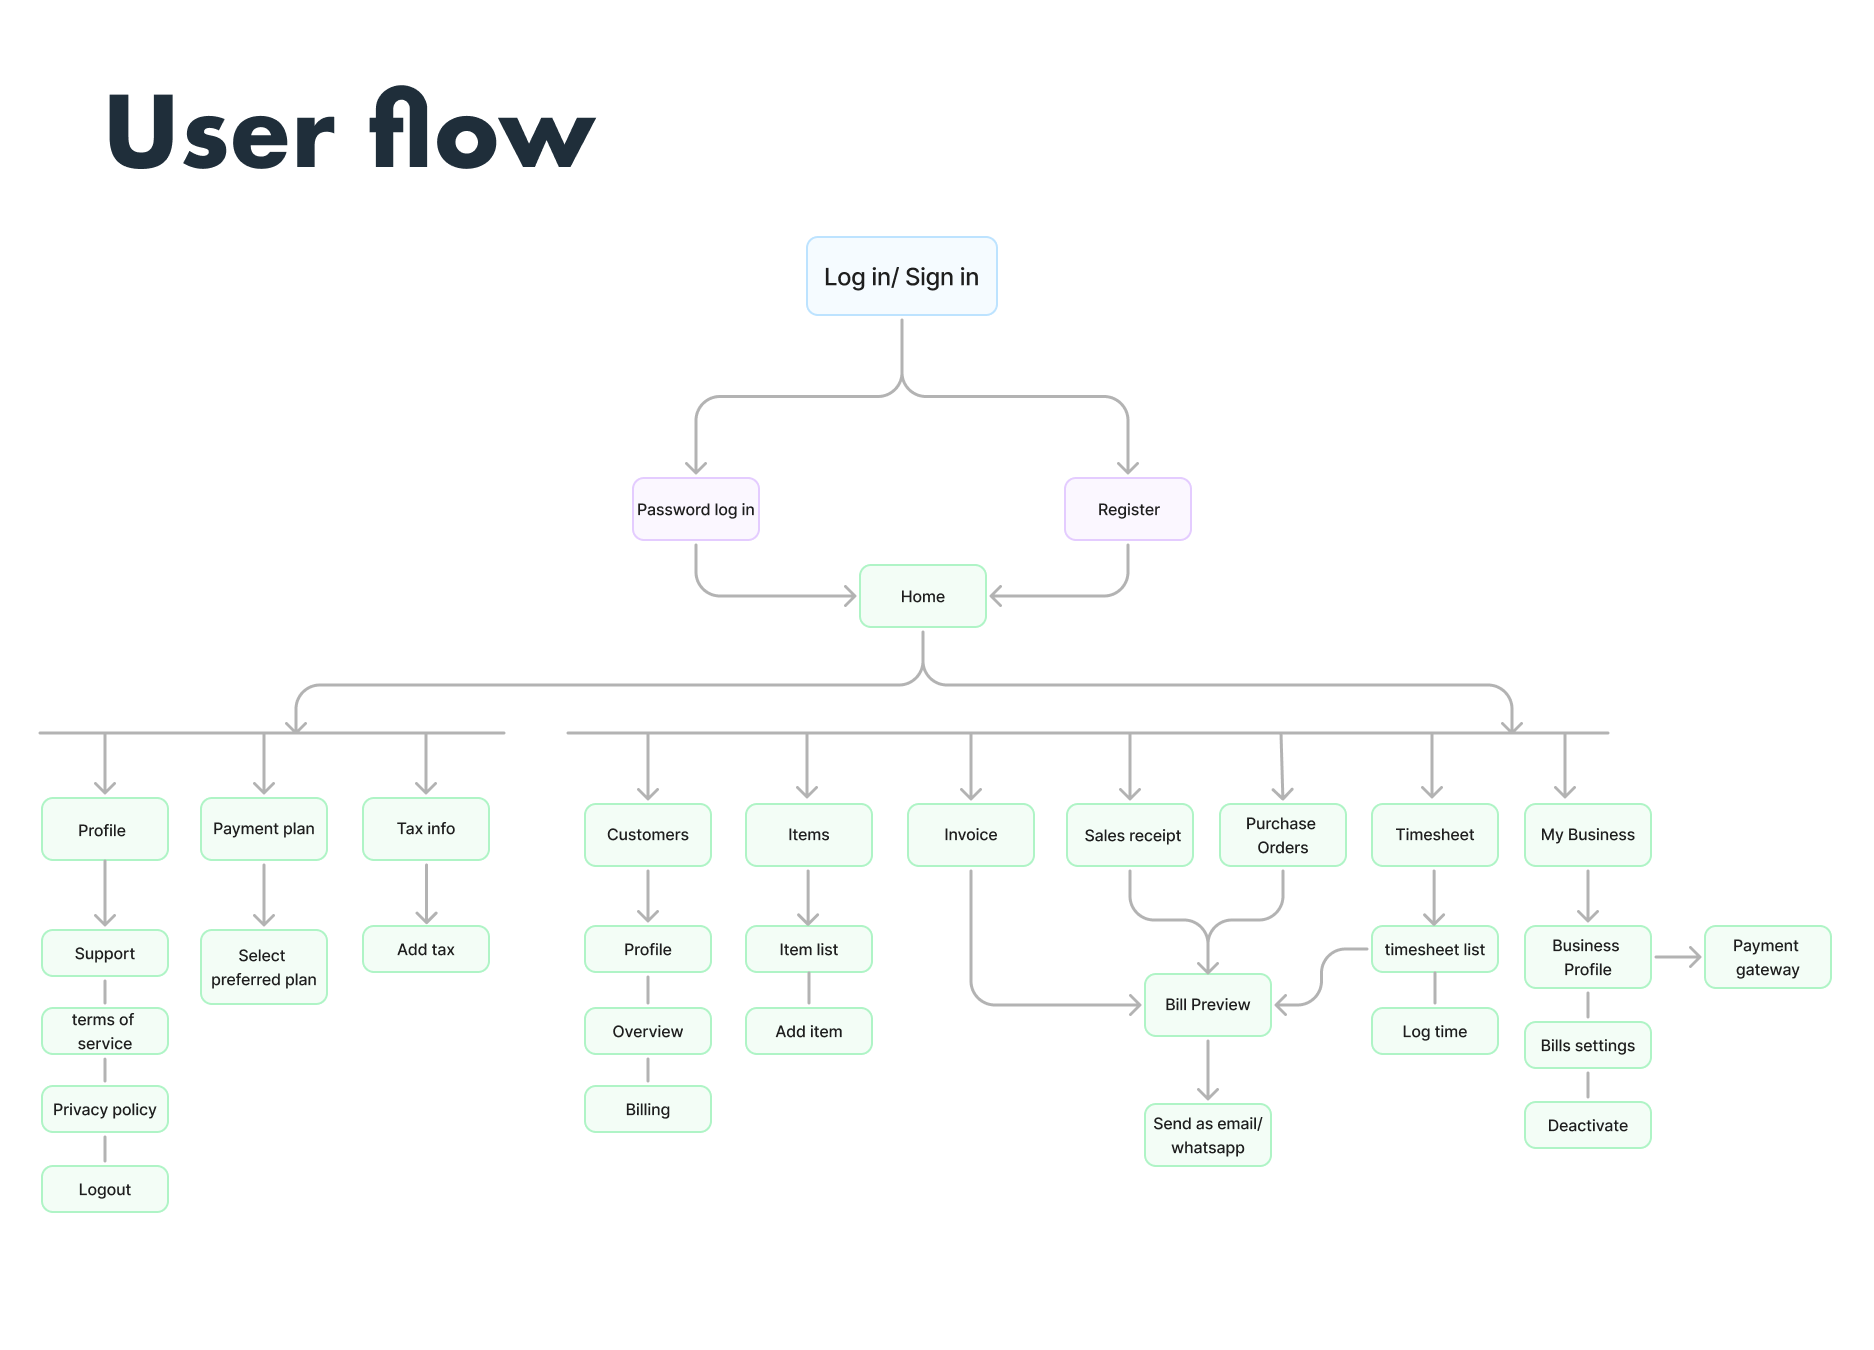 User flow
Log in/ Sign in
Password log in
Register
Home
Profile
Payment plan
Tax info
Customers
Items
Invoice
Sales receipt
Purchase
Orders
Timesheet
My Business
Support
Select
preferred plan
Add tax
Profile
Item list
timesheet list
Business
Profile
Payment
gateway
terms of
service
Overview
Add item
Bill Preview
Log time
Bills settings
Privacy policy
Billing
Send as email/
whatsapp
Deactivate
Logout